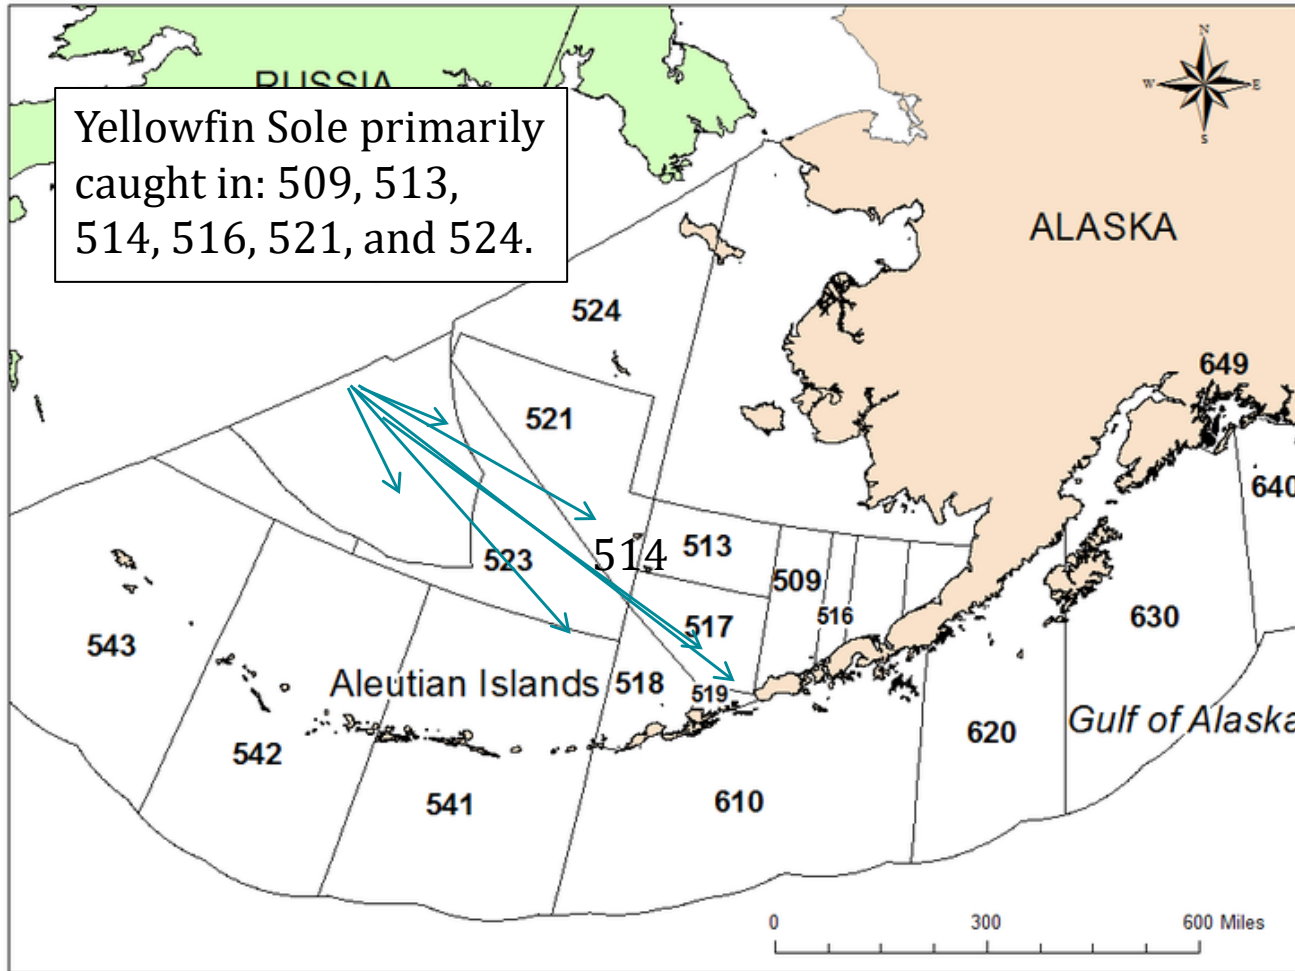 RUSSIA
Yellowfin Sole primarily
caught in: 509, 513,
514, 516, 521, and 524.
N
W
E
S
ALASKA
524
649
521
640
523
514
513
509
516
517
630
543
Aleutian Islands
518
519
620
Gulf of Alaska
542
541
610
0
300
600 Miles